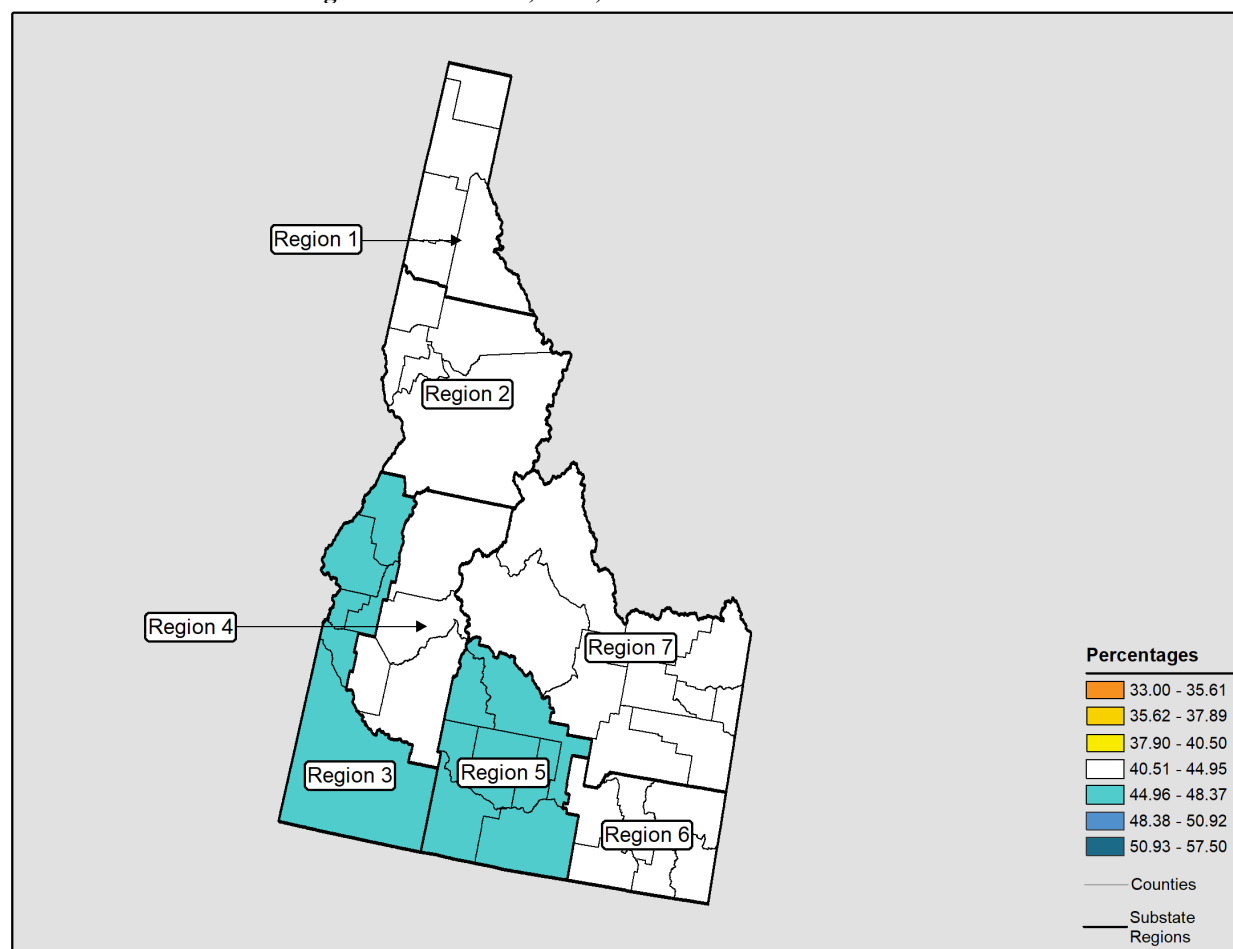 Region 1
Region 2
Region 4
Region 7
Region 3
Region 5
Region 6
Percentages
33.00 - 35.61
35.62 - 37.89
37.90 - 40.50
40.51 - 44.95
44.96 - 48.37
48.38 - 50.92
50.93 - 57.50
Counties
Substate
Regions